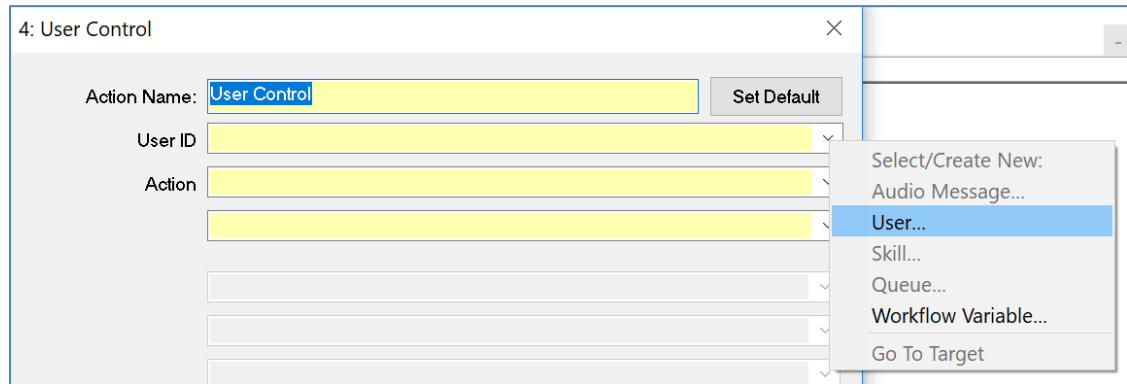 4: User Control
Action Name: User Control Set Default
User ID
Action
Select/Create New:
Audio Message...
User...
Skill...
Queue...
Workflow Variable...
Go To Target